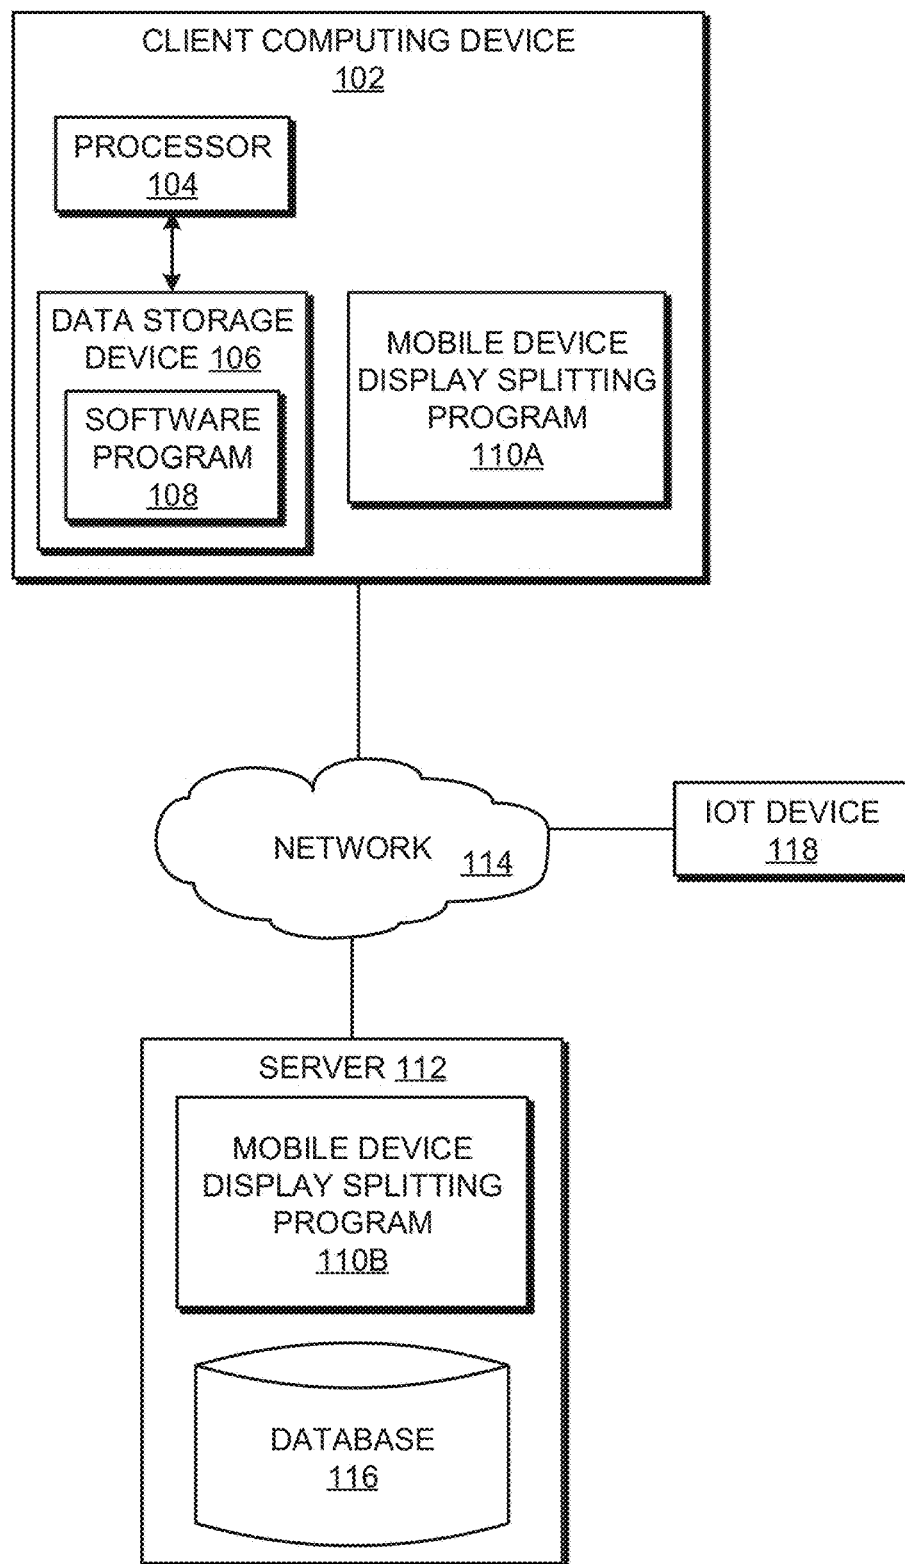 CLIENT COMPUTING DEVICE
102
PROCESSOR
104
DATA STORAGE
DEVICE 106
SOFTWARE
PROGRAM
108
MOBILE DEVICE
DISPLAY SPLITTING
PROGRAM
110A
NETWORK 114
IOT DEVICE
118
SERVER 112
MOBILE DEVICE
DISPLAY SPLITTING
PROGRAM
110B
DATABASE
116